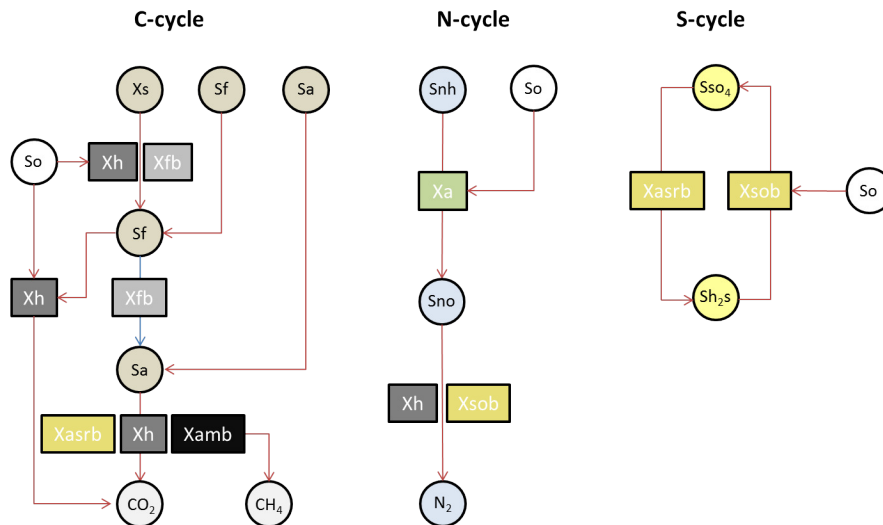 C-cycle
N-cycle
S-cycle
Xs
Sf
Sa
Snh
So
Sso₄
So
Xh
Xfb
Xa
Xasrb
Xsob
So
Sf
Xh
Xfb
Sno
Sh₂s
Sa
Xasrb
Xh
Xamb
Xh
Xsob
CO₂
CH₄
N₂